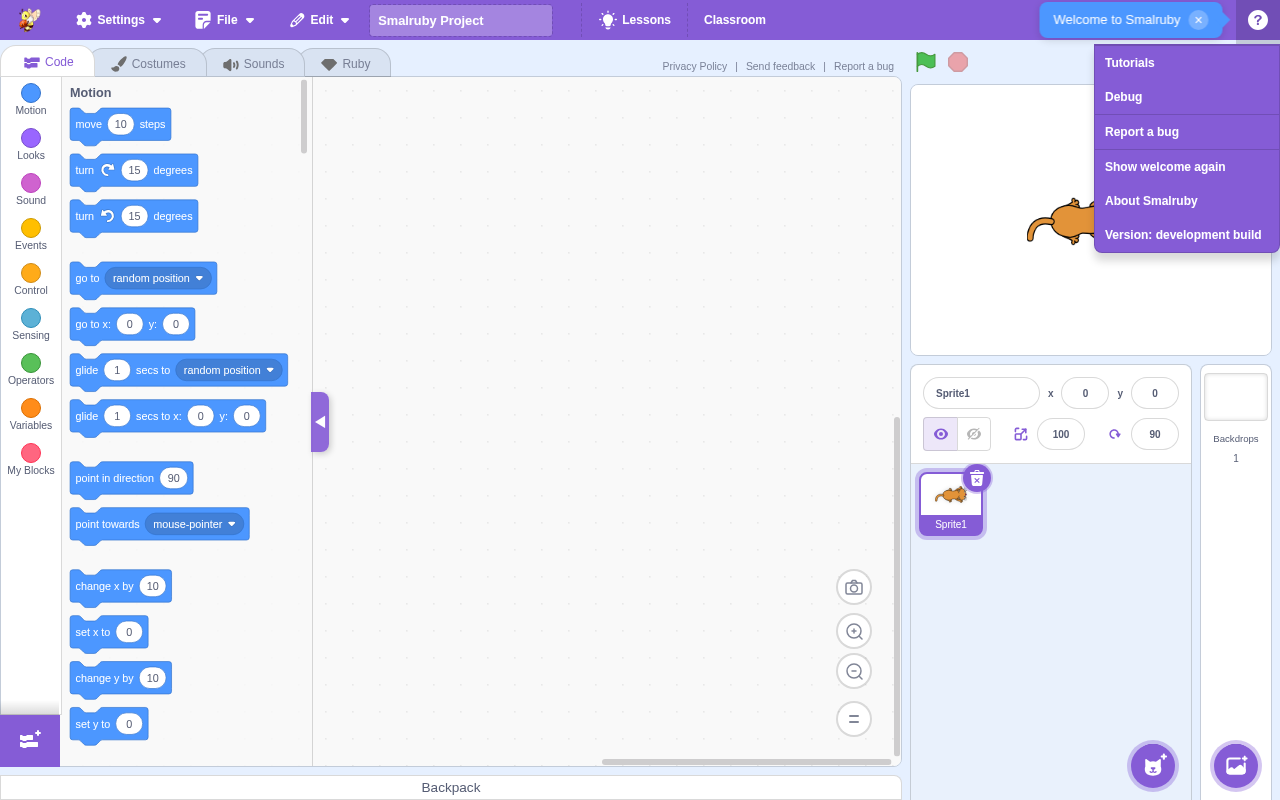 Settings File Edit Smalruby Project Lessons Classroom Welcome to Smalruby × ?
Code Costumes Sounds Ruby
Privacy Policy | Send feedback | Report a bug
Tutorials
Debug
Report a bug
Show welcome again
About Smalruby
Version: development build
Motion
Looks
Sound
Events
Control
Sensing
Operators
Variables
My Blocks
Motion
move 10 steps
turn 15 degrees
turn 15 degrees
go to random position
go to x: 0 y: 0
glide 1 secs to random position
glide 1 secs to x: 0 y: 0
point in direction 90
point towards mouse-pointer
change x by 10
set x to 0
change y by 10
set y to 0
Sprite1 x 0 y 0
100 90
Sprite1
Backdrops
1
Backpack